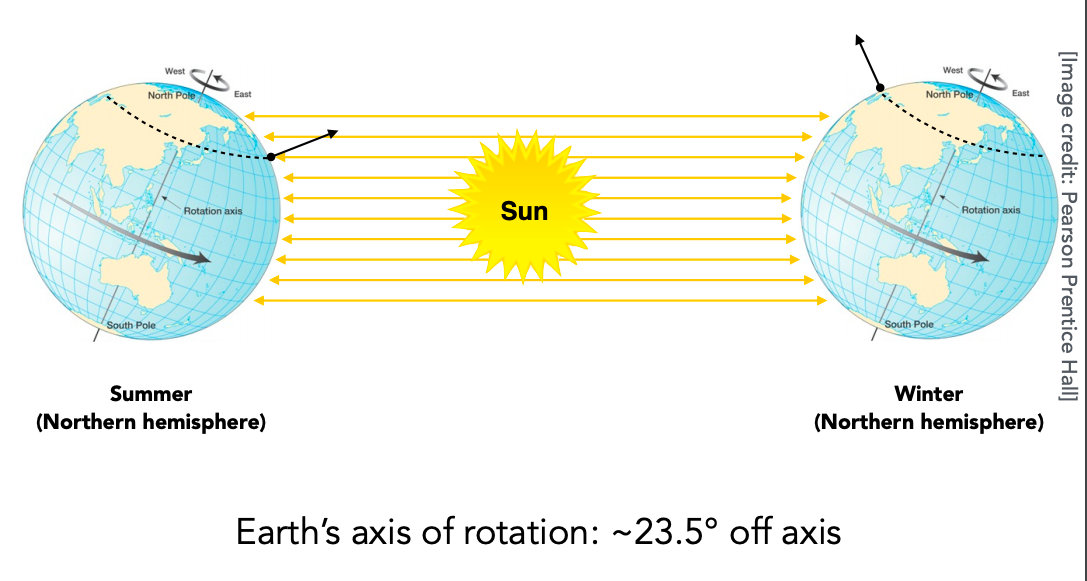 West
East
North Pole
Rotation axis
South Pole
Summer
(Northern hemisphere)
Sun
West
East
North Pole
Rotation axis
South Pole
Winter
(Northern hemisphere)
[Image credit: Pearson Prentice Hall]
Earth's axis of rotation: ~23.5° off axis